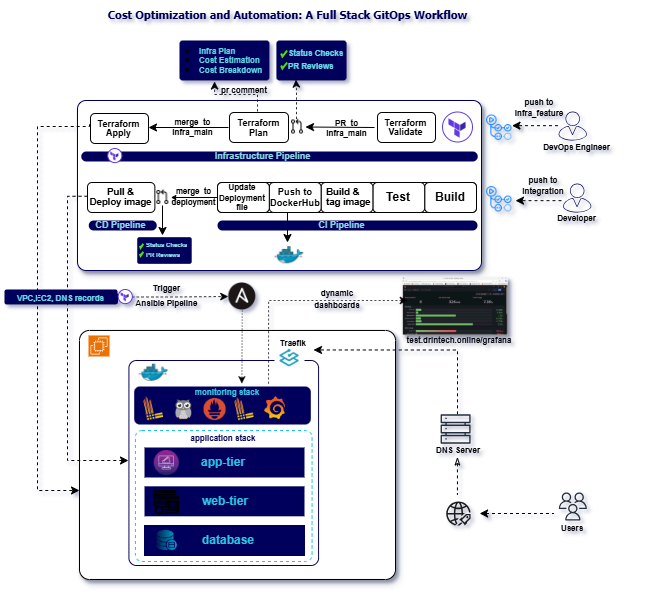 Cost Optimization and Automation: A Full Stack GitOps Workflow
Infra Plan
Cost Estimation
Cost Breakdown
Status Checks
PR Reviews
pr comment
Terraform
Apply
merge to
infra_main
Terraform
Plan
PR to
infra_main
Terraform
Validate
push to
infra_feature
DevOps Engineer
Infrastructure Pipeline
Pull &
Deploy image
merge to
deployment
Update
Deployment
file
Push to
DockerHub
Build &
tag image
Test
Build
push to
integration
Developer
CD Pipeline
CI Pipeline
Status Checks
PR Reviews
VPC,EC2, DNS records
Trigger
Ansible Pipeline
A
dynamic
dashboards
test.drintech.online/grafana
Traefik
monitoring stack
application stack
app-tier
web-tier
database
DNS Server
Users